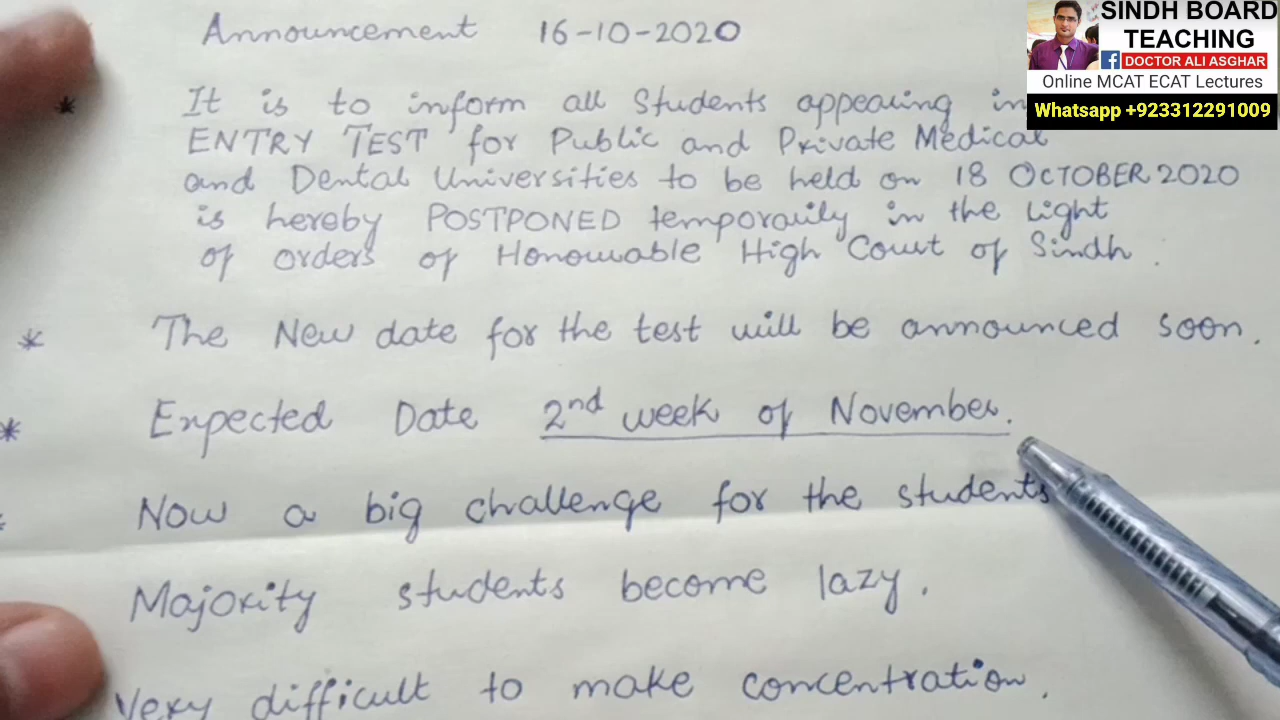 Announcement 16-10-2020
SINDH BOARD
TEACHING
f DOCTOR ALI ASGHAR
Online MCAT ECAT Lectures
Whatsapp +923312291009
* It is to inform all Students appearing in
ENTRY TEST for Public and Private Medical
and Dental Universities to be held on 18 OCTOBER 2020
is hereby POSTPONED temporarily in the light
of orders of Honourable High Court of Sindh.
* The New date for the test will be announced soon.
* Expected Date 2nd week of November.
* Now a big challenge for the students
Majority students become lazy.
Very difficult to make concentration.